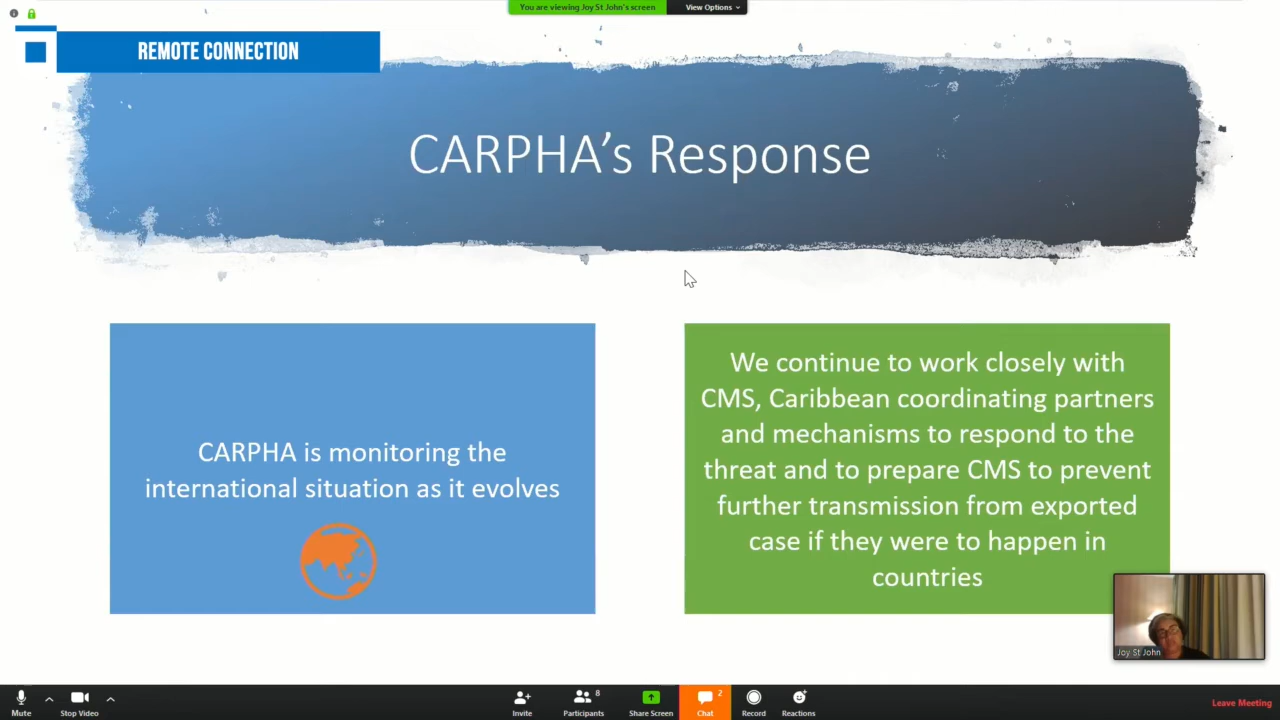 You are viewing Joy St John's screen
View Options
REMOTE CONNECTION
CARPHA's Response
CARPHA is monitoring the
international situation as it evolves
We continue to work closely with
CMS, Caribbean coordinating partners
and mechanisms to respond to the
threat and to prepare CMS to prevent
further transmission from exported
case if they were to happen in
countries
Joy St John
Mute
Stop Video
Invite
8
Participants
Share Screen
2
Chat
Record
Reactions
Leave Meeting